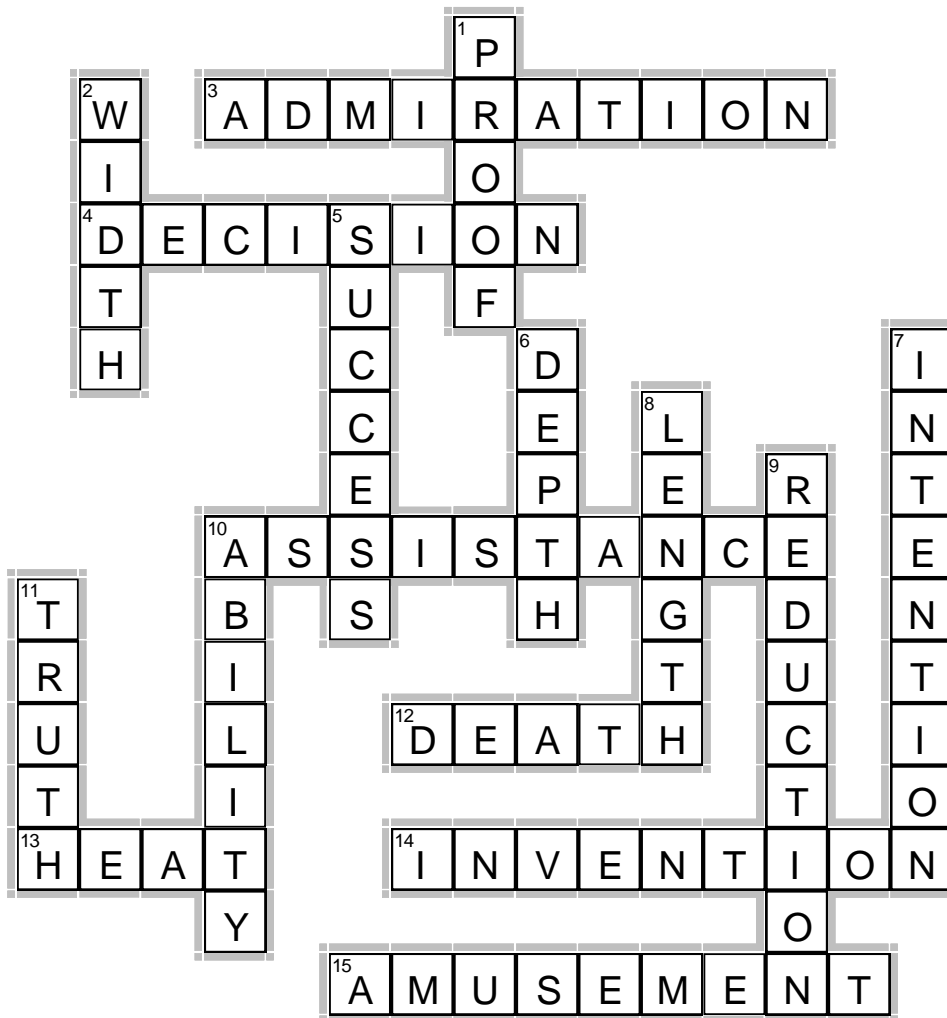 1 PROOF
2 WIDTH
3 ADMIRATION
4 DECISION
5 SUCCESS
6 DEPTH
7 INTENTION
8 LENGTH
9 REDUCTION
10 ASSISTANCE
ABILITY
11 TRUTH
12 DEATH
13 HEAT
14 INVENTION
15 AMUSEMENT